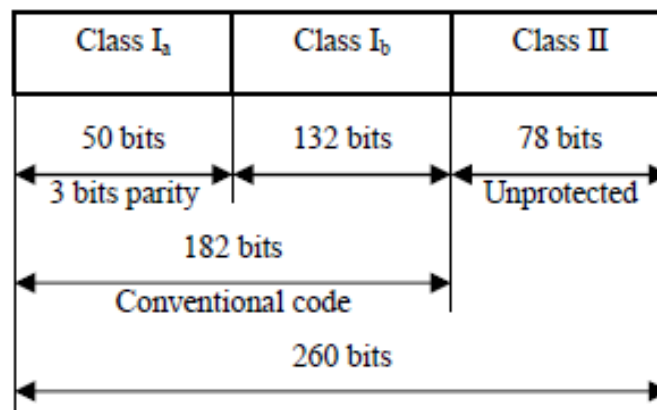 Class Ia Class Ib Class II
50 bits 132 bits 78 bits
3 bits parity Unprotected
182 bits
Conventional code
260 bits